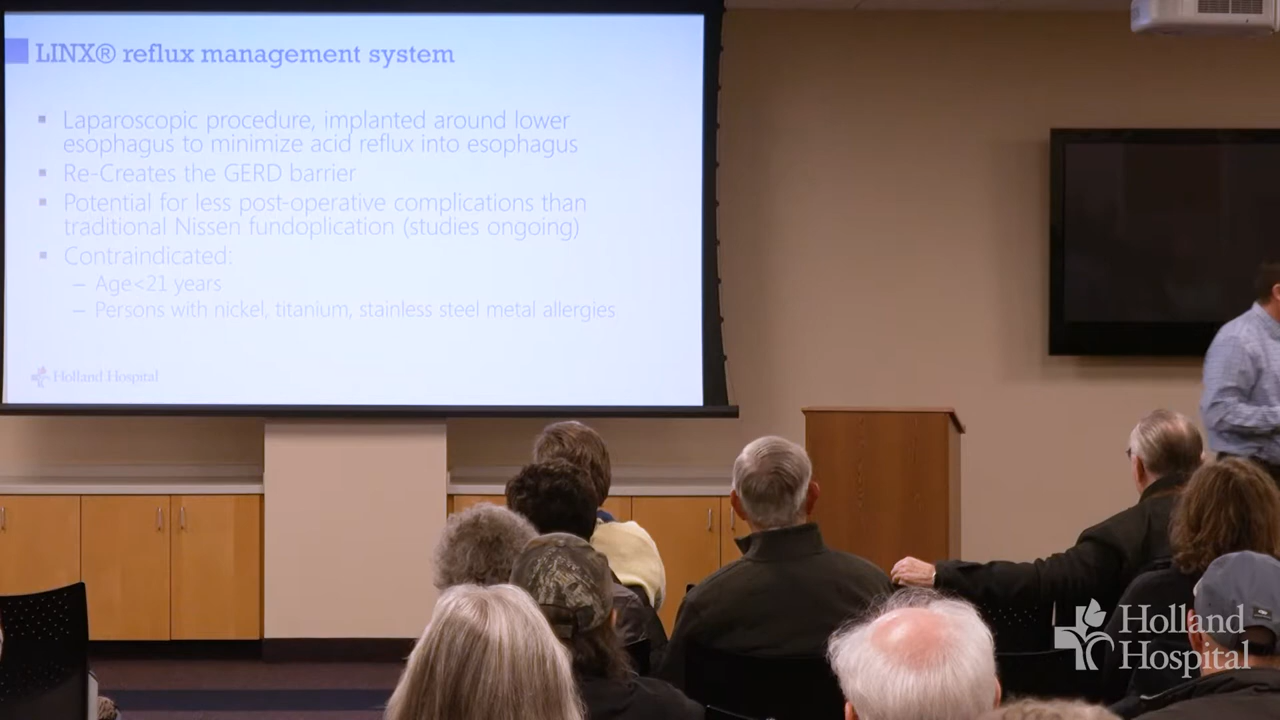 LINX® reflux management system
Laparoscopic procedure, implanted around lower
esophagus to minimize acid reflux into esophagus
Re-Creates the GERD barrier
Potential for less post-operative complications than
traditional Nissen fundoplication (studies ongoing)
Contraindicated:
– Age<21 years
– Persons with nickel, titanium, stainless steel metal allergies
Holland Hospital
Holland
Hospital